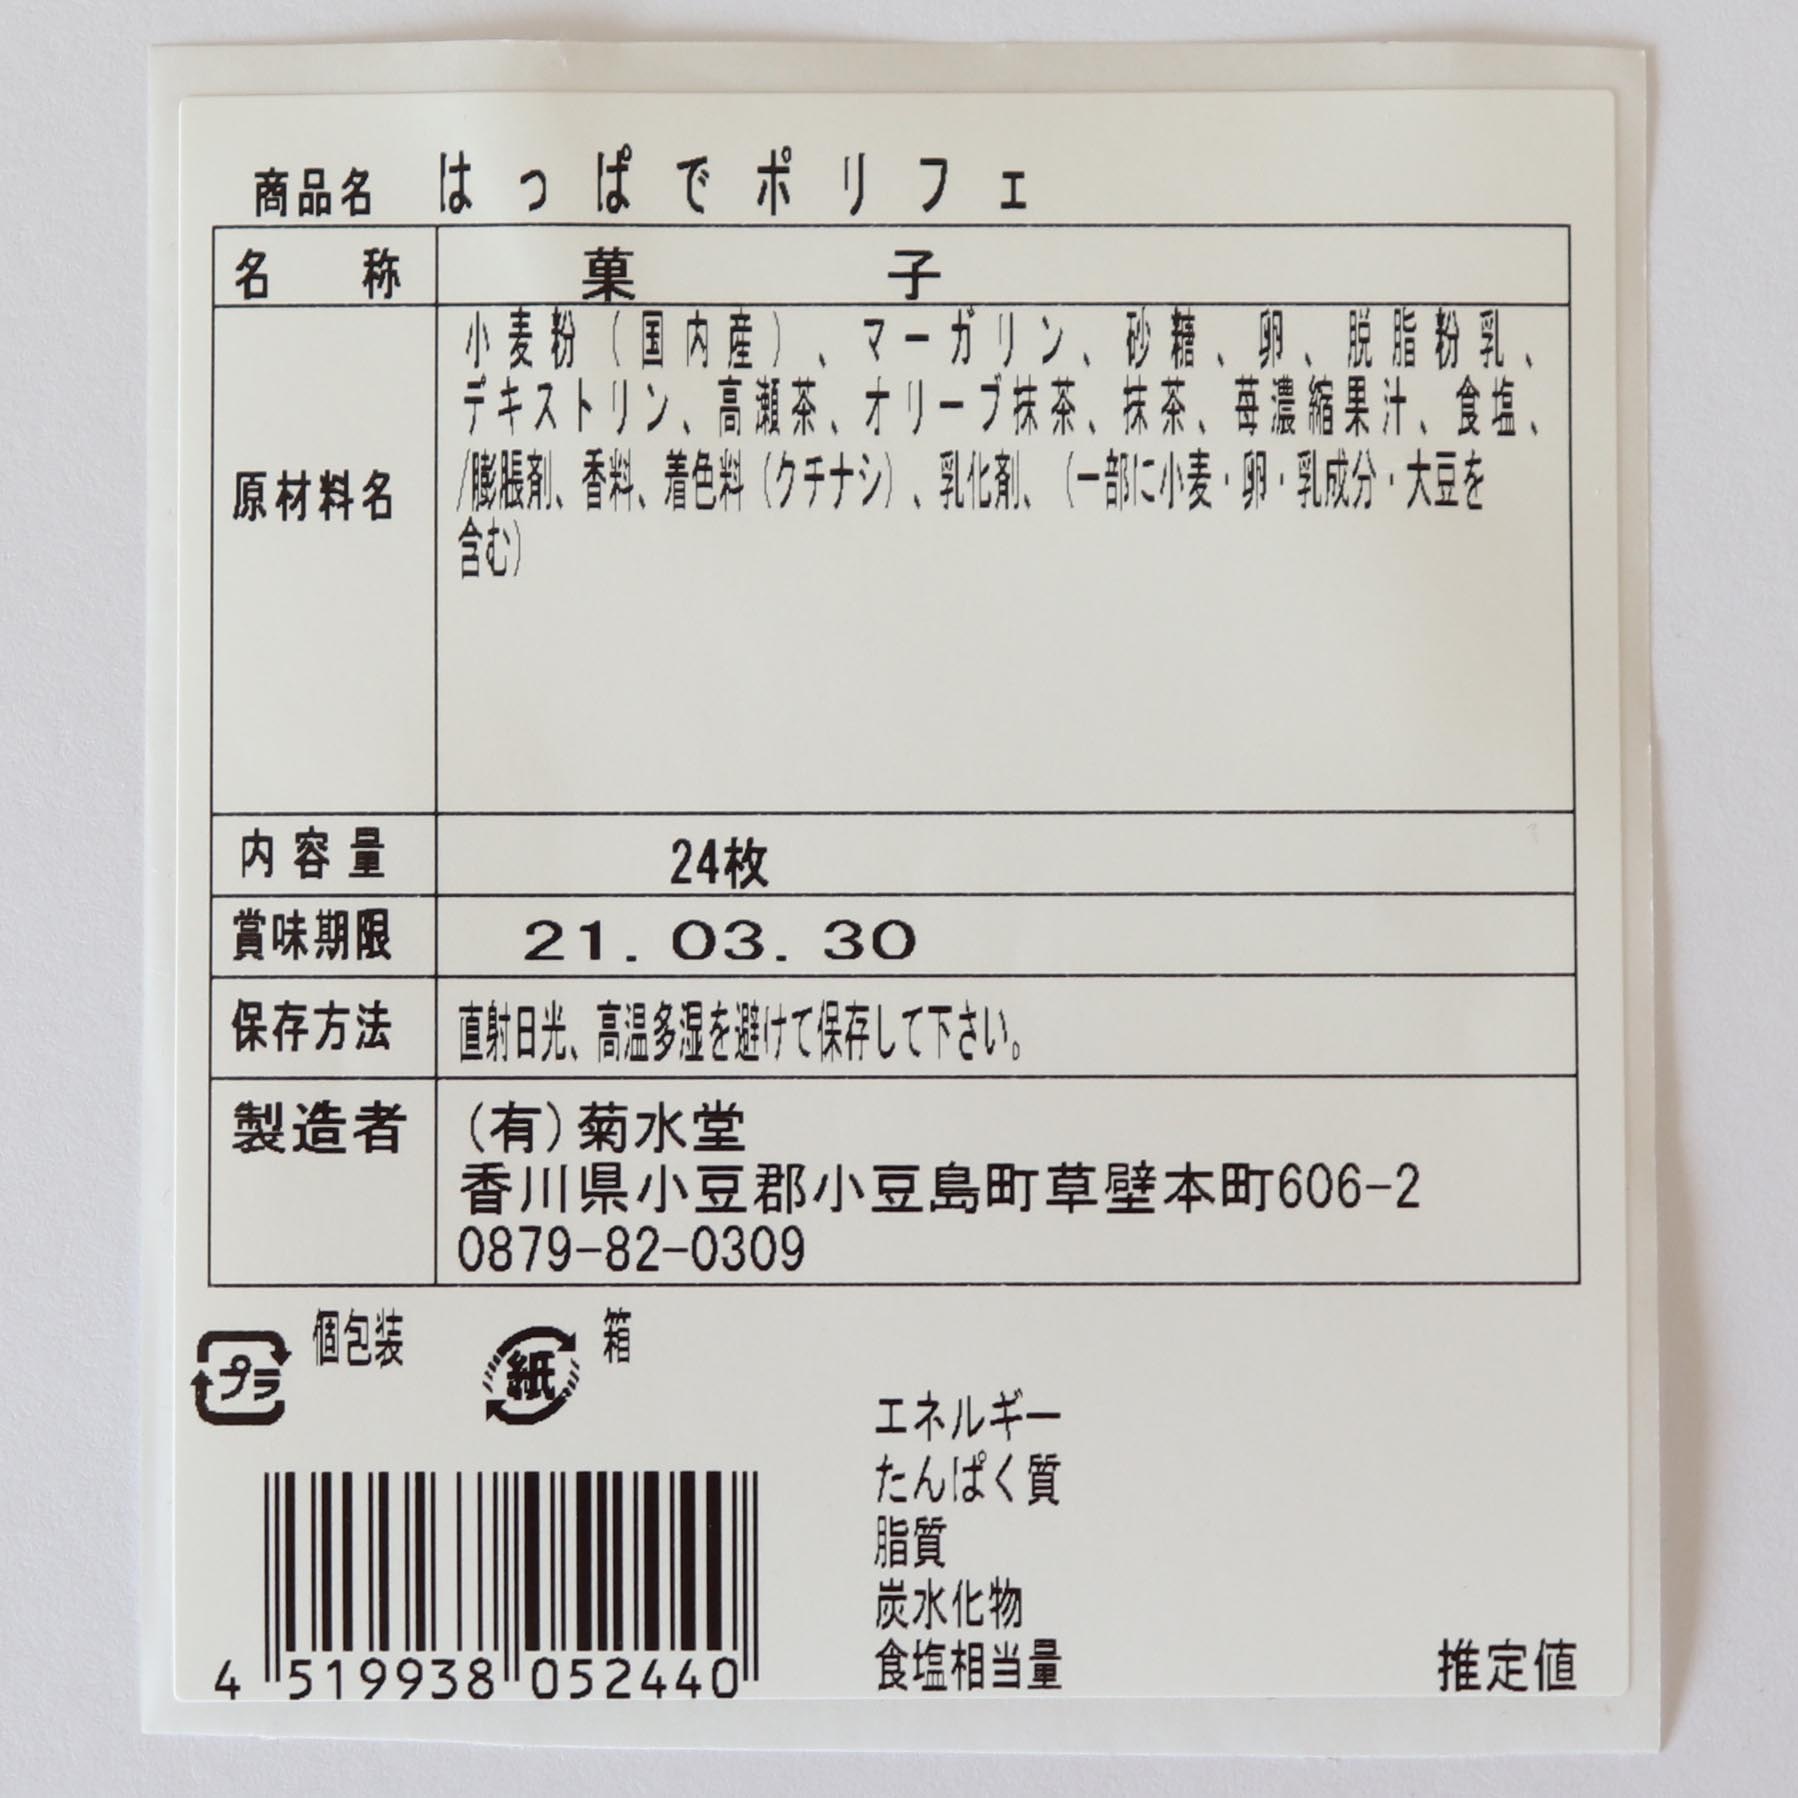 商品名 はっぱでポリフェ
名称 菓子
原材料名 小麦粉（国内産）、マーガリン、砂糖、卵、脱脂粉乳、
デキストリン、高瀬茶、オリーブ抹茶、抹茶、苺濃縮果汁、食塩、
/膨脹剤、香料、着色料（クチナシ）、乳化剤、（一部に小麦・卵・乳成分・大豆を
含む）
内容量 24枚
賞味期限 21. 03. 30
保存方法 直射日光、高温多湿を避けて保存して下さい。
製造者 (有)菊水堂
香川県小豆郡小豆島町草壁本町606-2
0879-82-0309
プラ 個包装 紙 箱
エネルギー
たんぱく質
脂質
炭水化物
食塩相当量 推定値
4 519938 052440